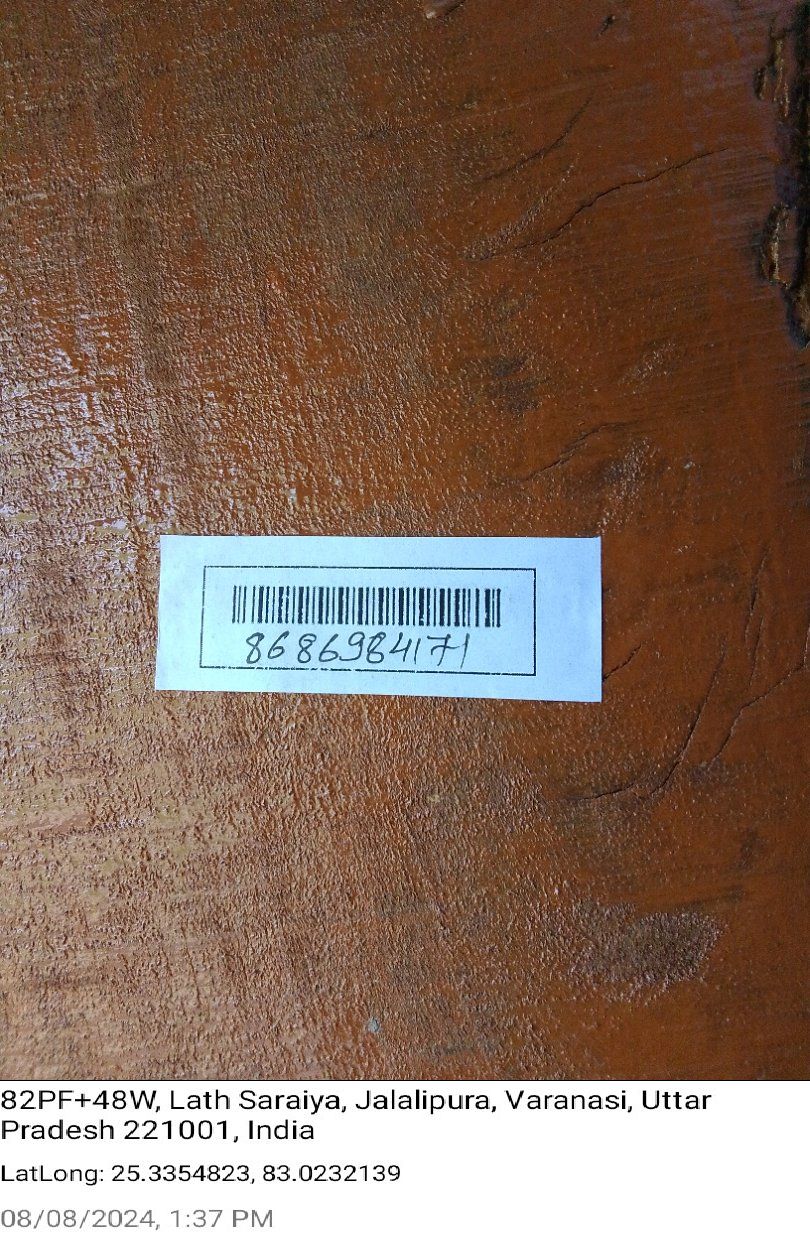 8686984171
82PF+48W, Lath Saraiya, Jalalipura, Varanasi, Uttar
Pradesh 221001, India
LatLong: 25.3354823, 83.0232139
08/08/2024, 1:37 PM